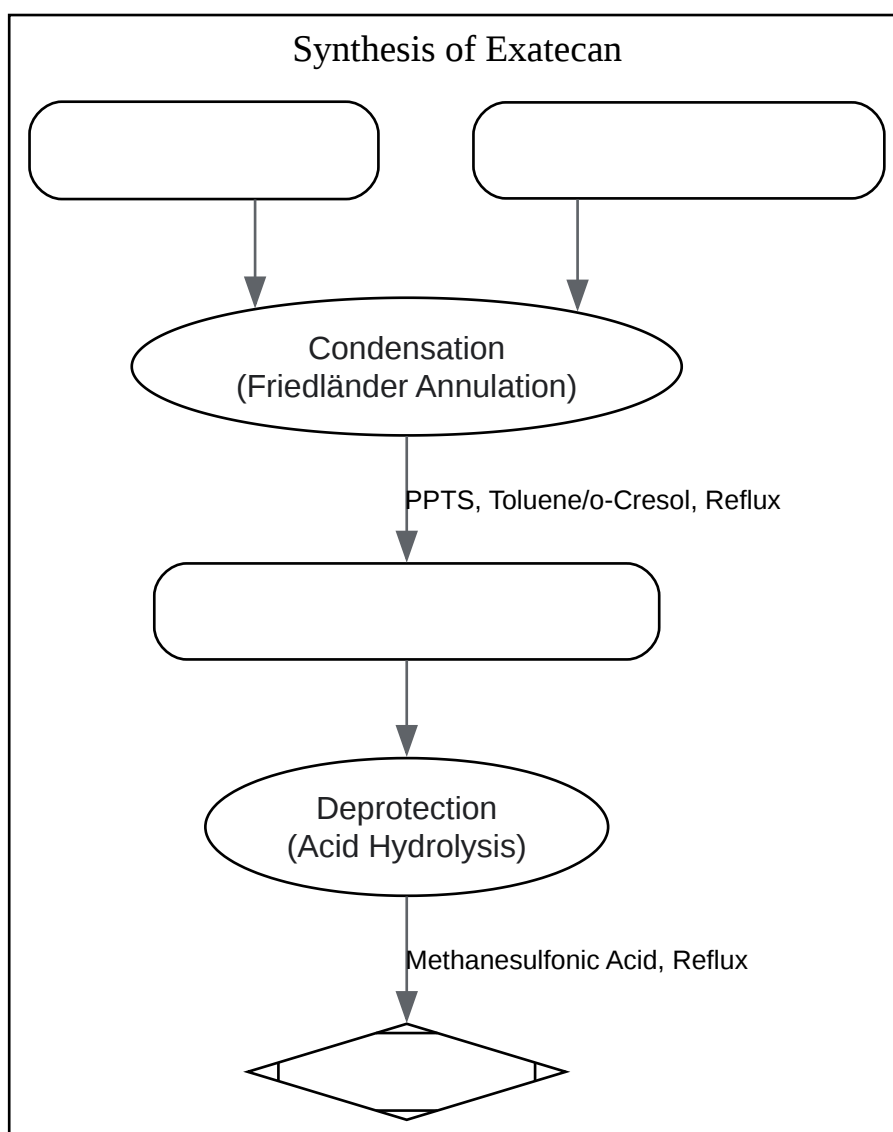 Synthesis of Exatecan
Condensation
(Friedländer Annulation)
PPTS, Toluene/o-Cresol, Reflux
Deprotection
(Acid Hydrolysis)
Methanesulfonic Acid, Reflux